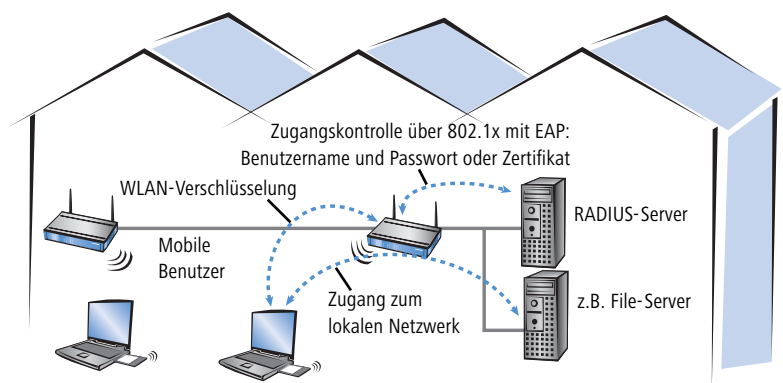 Zugangskontrolle über 802.1x mit EAP:
Benutzername und Passwort oder Zertifikat
WLAN-Verschlüsselung
RADIUS-Server
Mobile
Benutzer
Zugang zum
lokalen Netzwerk
z.B. File-Server